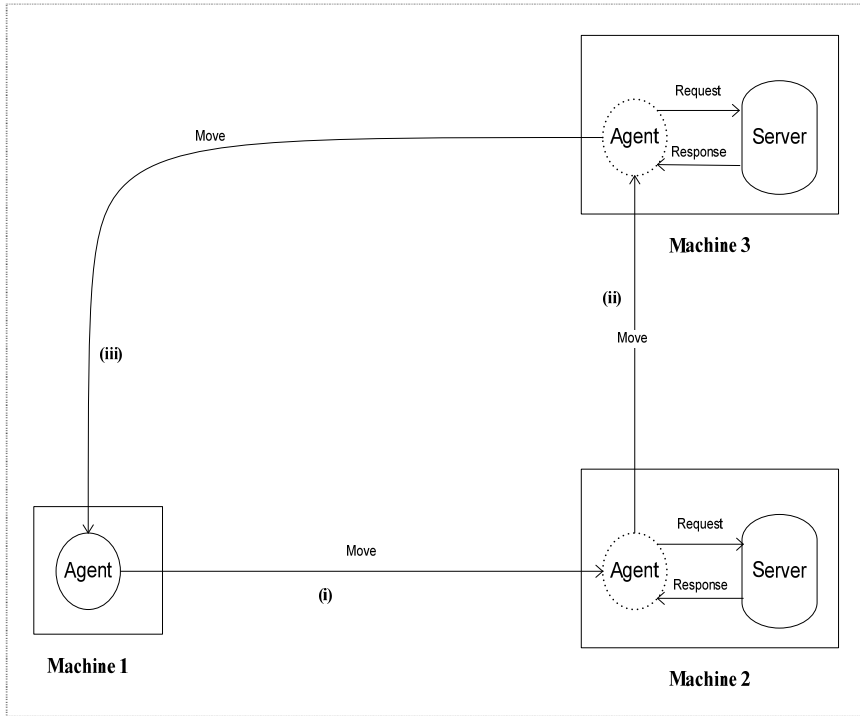 Request
Move
Agent
Server
Response
Machine 3
(ii)
Move
(iii)
Request
Move
Agent
Agent
Server
Response
(i)
Machine 1
Machine 2